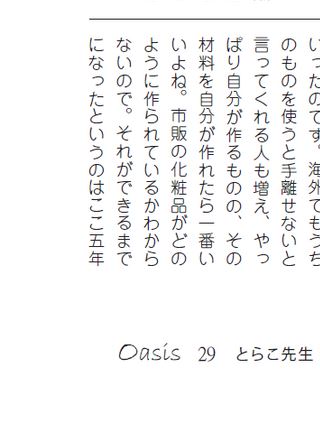 いったのです。海外でもうち
のものを使うと手離せないと
言ってくれる人も増え、やっ
ぱり自分が作るものの、その
材料を自分が作れたら一番い
いよね。市販の化粧品がどの
ように作られているかわから
ないので。それができるまで
になったというのはここ五年
Oasis 29 とらこ先生